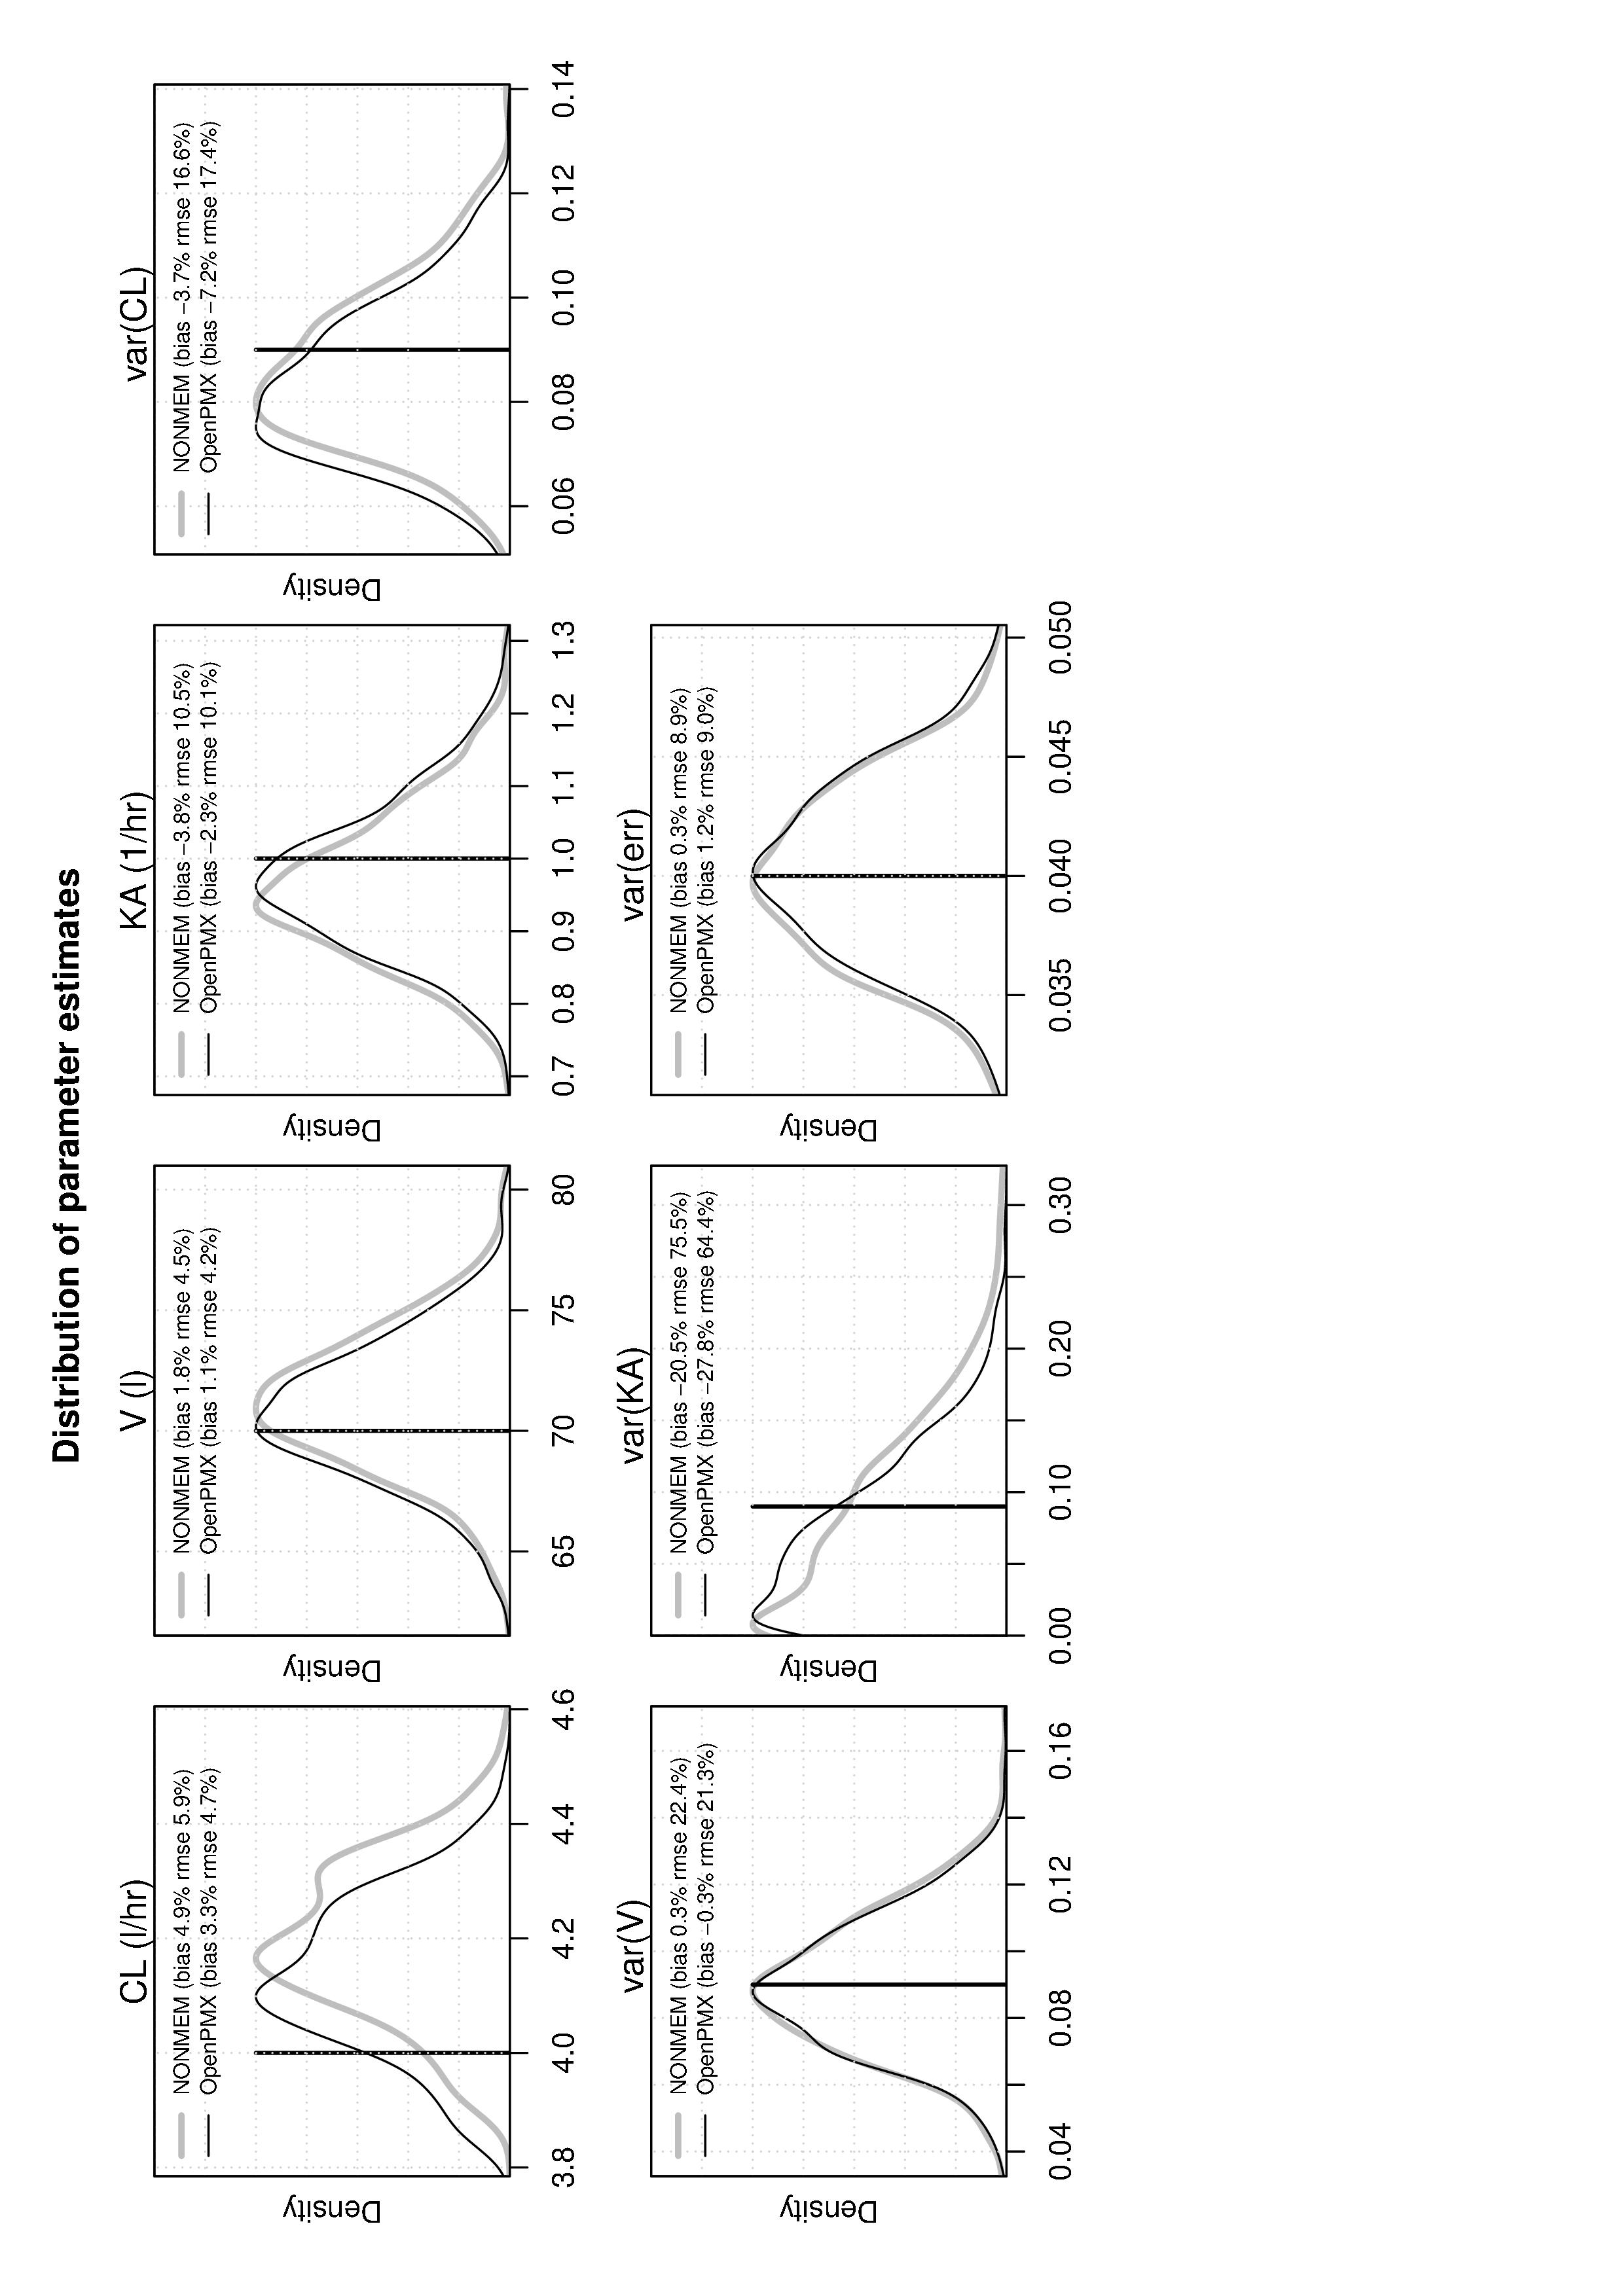 Distribution of parameter estimates
CL (l/hr)
NONMEM (bias 4.9% rmse 5.9%)
OpenPMX (bias 3.3% rmse 4.7%)
Density
3.8 4.0 4.2 4.4 4.6
V (l)
NONMEM (bias 1.8% rmse 4.5%)
OpenPMX (bias 1.1% rmse 4.2%)
Density
65 70 75 80
KA (1/hr)
NONMEM (bias −3.8% rmse 10.5%)
OpenPMX (bias −2.3% rmse 10.1%)
Density
0.7 0.8 0.9 1.0 1.1 1.2 1.3
var(CL)
NONMEM (bias −3.7% rmse 16.6%)
OpenPMX (bias −7.2% rmse 17.4%)
Density
0.06 0.08 0.10 0.12 0.14
var(V)
NONMEM (bias 0.3% rmse 22.4%)
OpenPMX (bias −0.3% rmse 21.3%)
Density
0.04 0.08 0.12 0.16
var(KA)
NONMEM (bias −20.5% rmse 75.5%)
OpenPMX (bias −27.8% rmse 64.4%)
Density
0.00 0.10 0.20 0.30
var(err)
NONMEM (bias 0.3% rmse 8.9%)
OpenPMX (bias 1.2% rmse 9.0%)
Density
0.035 0.040 0.045 0.050